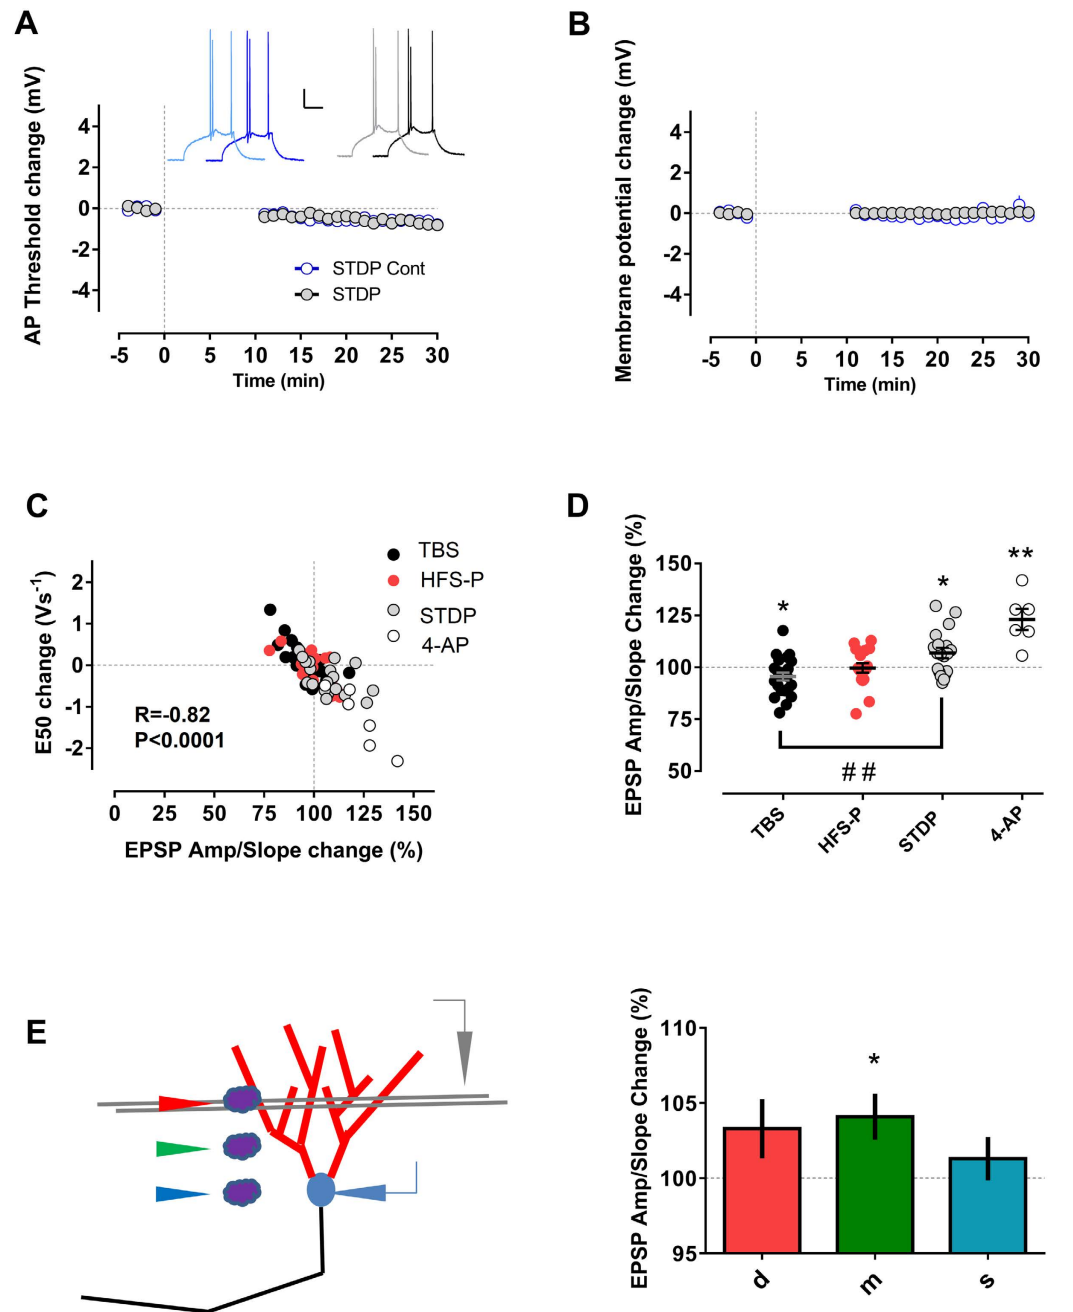 A
AP Threshold change (mV)
4
2
0
-2
-4
STDP Cont
STDP
-5 0 5 10 15 20 25 30
Time (min)
B
Membrane potential change (mV)
4
2
0
-2
-4
-5 0 5 10 15 20 25 30
Time (min)
C
E50 change (Vs⁻¹)
2
1
0
-1
-2
TBS
HFS-P
STDP
4-AP
R=-0.82
P<0.0001
0 25 50 75 100 125 150
EPSP Amp/Slope change (%)
D
EPSP Amp/Slope Change (%)
150
125
100
75
50
*
*
**
##
TBS HFS-P STDP 4-AP
E
EPSP Amp/Slope Change (%)
110
105
100
95
*
d m s